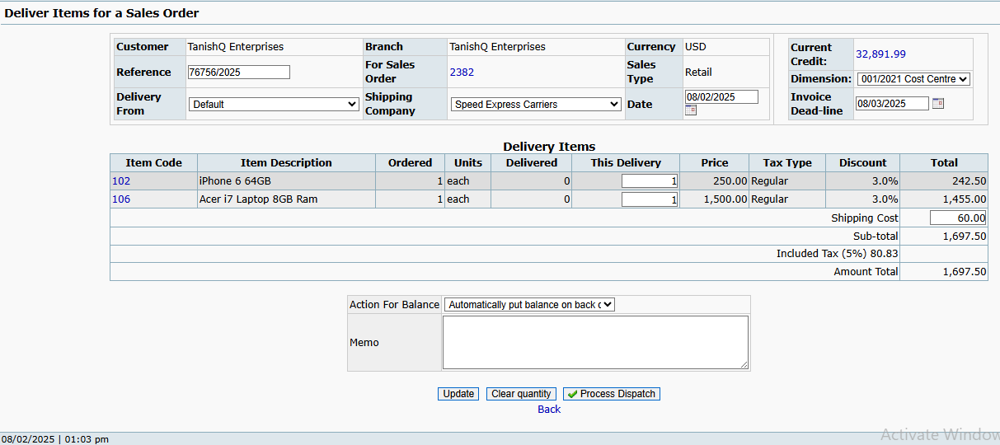 Deliver Items for a Sales Order
Customer TanishQ Enterprises Branch TanishQ Enterprises Currency USD
Reference 76756/2025 For Sales Order 2382 Sales Type Retail
Delivery From Default Shipping Company Speed Express Carriers Date 08/02/2025
Current Credit: 32,891.99
Dimension: 001/2021 Cost Centre
Invoice Dead-line 08/03/2025
Delivery Items
Item Code Item Description Ordered Units Delivered This Delivery Price Tax Type Discount Total
102 iPhone 6 64GB 1 each 0 1 250.00 Regular 3.0% 242.50
106 Acer i7 Laptop 8GB Ram 1 each 0 1 1,500.00 Regular 3.0% 1,455.00
Shipping Cost 60.00
Sub-total 1,697.50
Included Tax (5%) 80.83
Amount Total 1,697.50
Action For Balance Automatically put balance on back o
Memo
Update Clear quantity Process Dispatch
Back
08/02/2025 | 01:03 pm
Activate Window